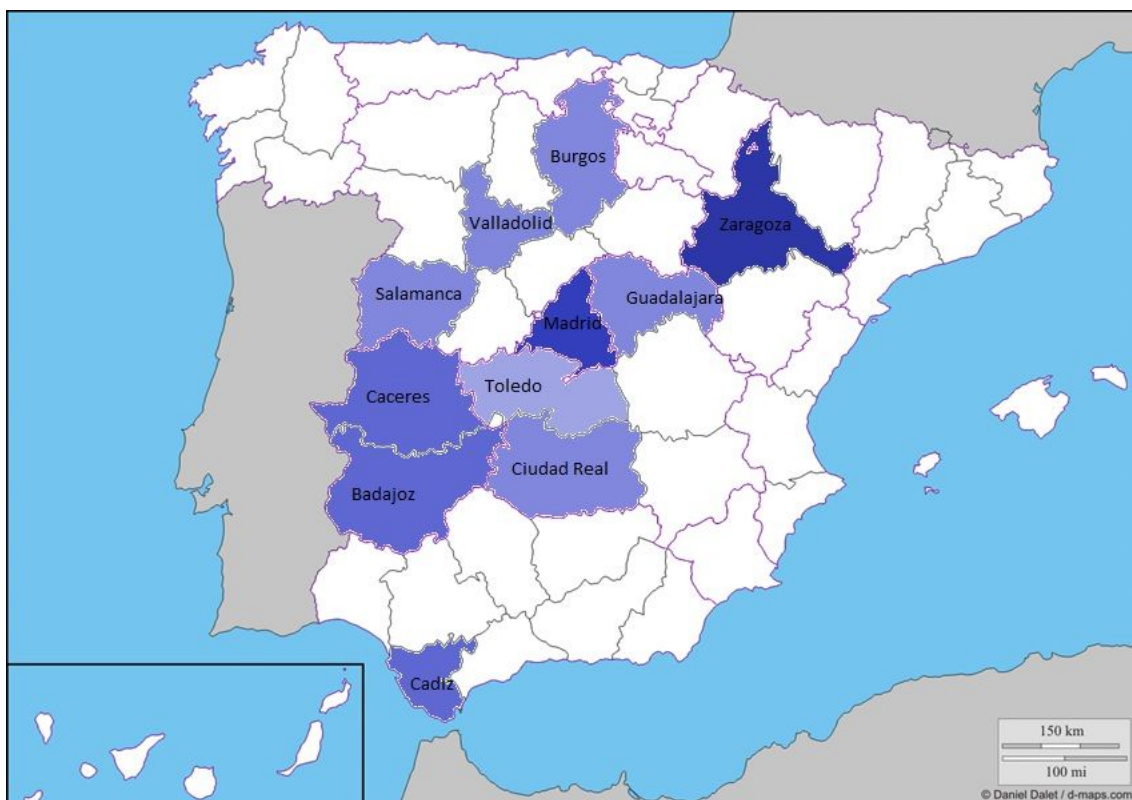 Burgos
Valladolid
Zaragoza
Salamanca
Guadalajara
Madrid
Toledo
Caceres
Ciudad Real
Badajoz
Cadiz
150 km
100 mi
© Daniel Dalet / d-maps.com